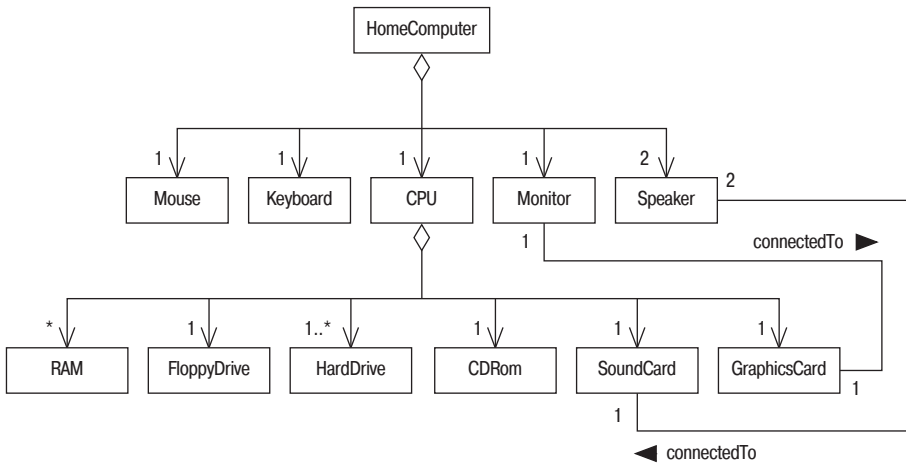 HomeComputer
1 1 1 1 2
Mouse Keyboard CPU Monitor Speaker
2
1
connectedTo ►
* 1 1..* 1 1 1
RAM FloppyDrive HardDrive CDRom SoundCard GraphicsCard
1
1
◄ connectedTo